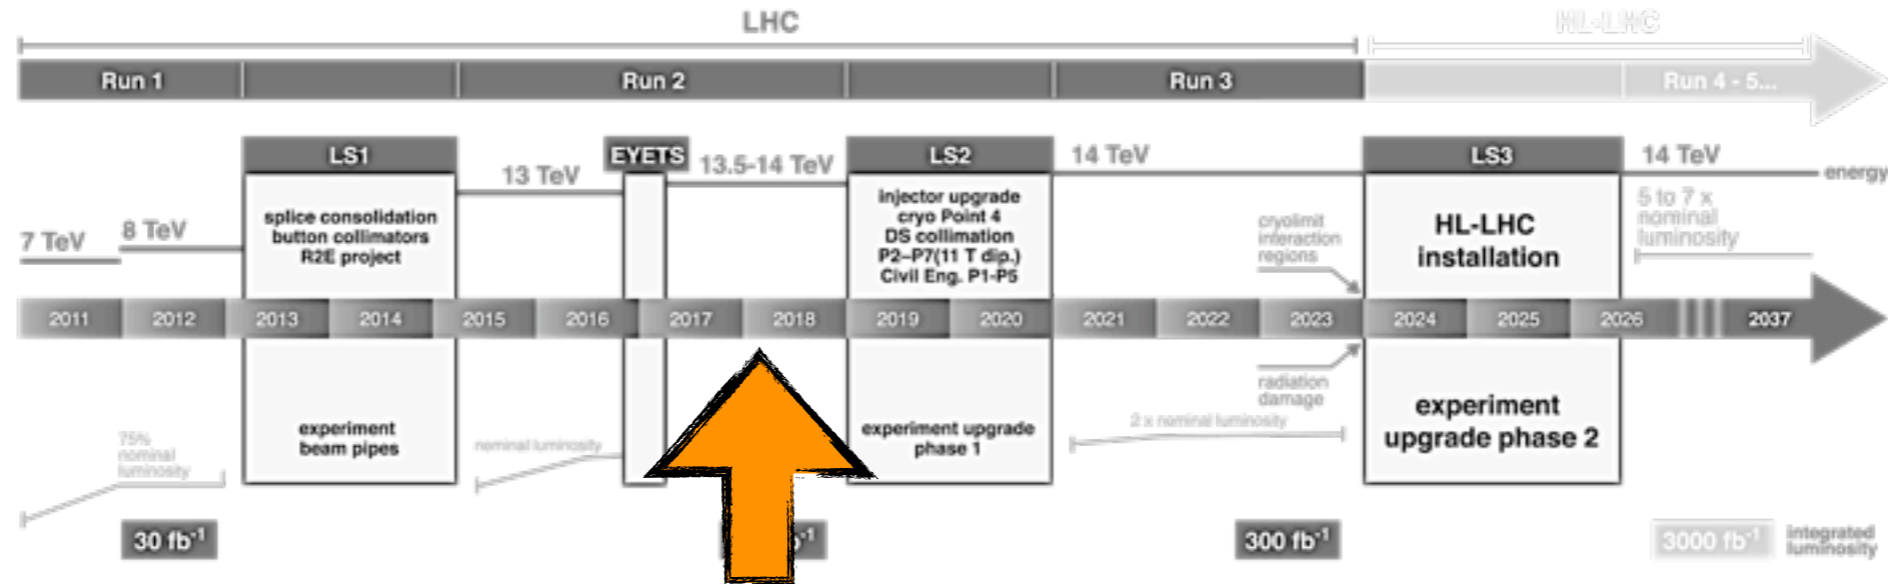 LHC
HL-LHC
Run 1
Run 2
Run 3
Run 4 - 5...
LS1
EYETS
13.5-14 TeV
LS2
14 TeV
LS3
14 TeV
energy
13 TeV
7 TeV
8 TeV
splice consolidation
button collimators
R2E project
injector upgrade
cryo Point 4
DS collimation
P2-P7(11 T dip.)
Civil Eng. P1-P5
cryolimit
interaction
regions
HL-LHC
installation
5 to 7 x
nominal
luminosity
2011
2012
2013
2014
2015
2016
2017
2018
2019
2020
2021
2022
2023
2024
2025
2026
2037
75%
nominal
luminosity
experiment
beam pipes
nominal luminosity
experiment upgrade
phase 1
2 x nominal luminosity
radiation
damage
experiment
upgrade phase 2
30 fb⁻¹
300 fb⁻¹
3000 fb⁻¹
integrated
luminosity